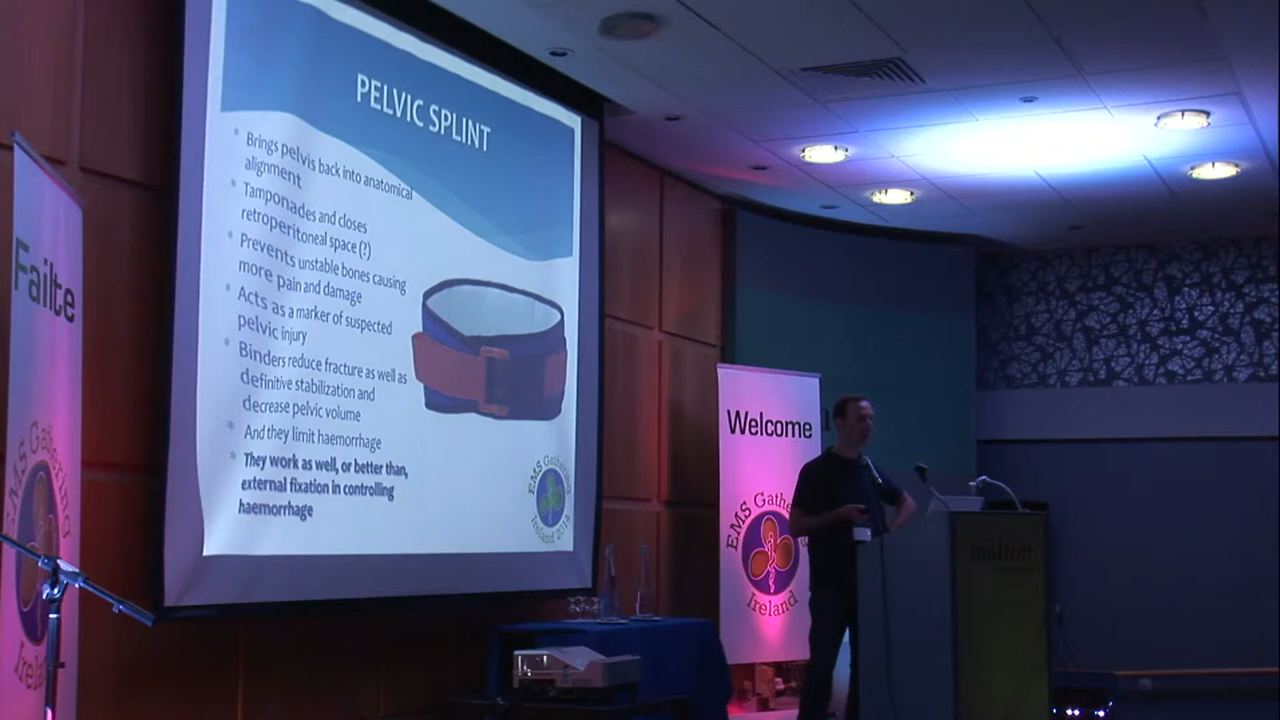 PELVIC SPLINT
* Brings pelvis back into anatomical
alignment
* Tamponades and closes
retroperitoneal space (?)
* Prevents unstable bones causing
more pain and damage
* Acts as a marker of suspected
pelvic injury
* Binders reduce fracture as well as
definitive stabilization and
decrease pelvic volume
* And they limit haemorrhage
* They work as well, or better than,
external fixation in controlling
haemorrhage
EMS Gathering
Ireland 2014
Failte
EMS Gathering
Ireland
Welcome
EMS Gathering
Ireland
malton